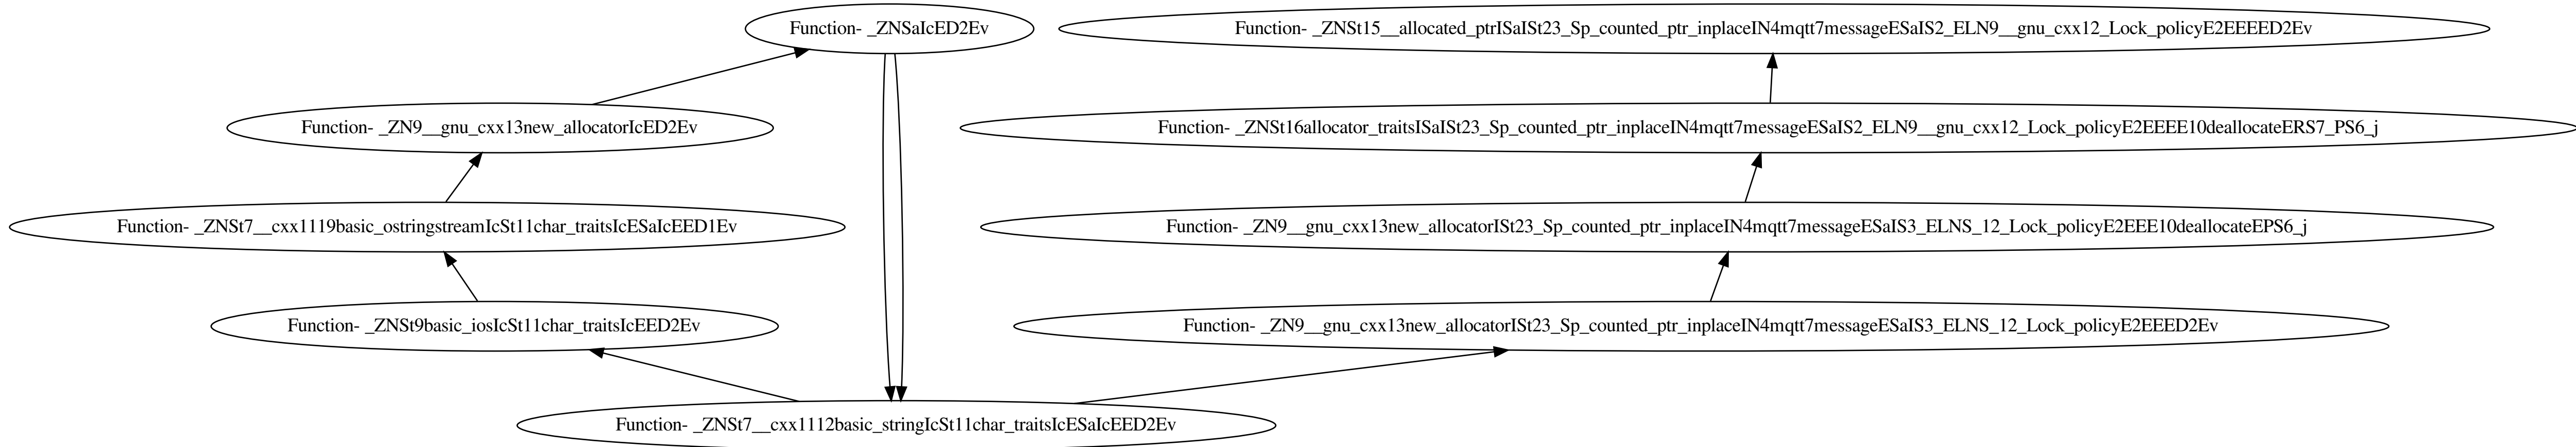 Function- _ZNSaIcED2Ev
Function- _ZNSt15__allocated_ptrISaISt23_Sp_counted_ptr_inplaceIN4mqtt7messageESaIS2_ELN9__gnu_cxx12_Lock_policyE2EEEED2Ev
Function- _ZN9__gnu_cxx13new_allocatorIcED2Ev
Function- _ZNSt16allocator_traitsISaISt23_Sp_counted_ptr_inplaceIN4mqtt7messageESaIS2_ELN9__gnu_cxx12_Lock_policyE2EEEE10deallocateERS7_PS6_j
Function- _ZNSt7__cxx1119basic_ostringstreamIcSt11char_traitsIcESaIcEED1Ev
Function- _ZN9__gnu_cxx13new_allocatorISt23_Sp_counted_ptr_inplaceIN4mqtt7messageESaIS3_ELNS_12_Lock_policyE2EEE10deallocateEPS6_j
Function- _ZNSt9basic_iosIcSt11char_traitsIcEED2Ev
Function- _ZN9__gnu_cxx13new_allocatorISt23_Sp_counted_ptr_inplaceIN4mqtt7messageESaIS3_ELNS_12_Lock_policyE2EEED2Ev
Function- _ZNSt7__cxx1112basic_stringIcSt11char_traitsIcESaIcEED2Ev